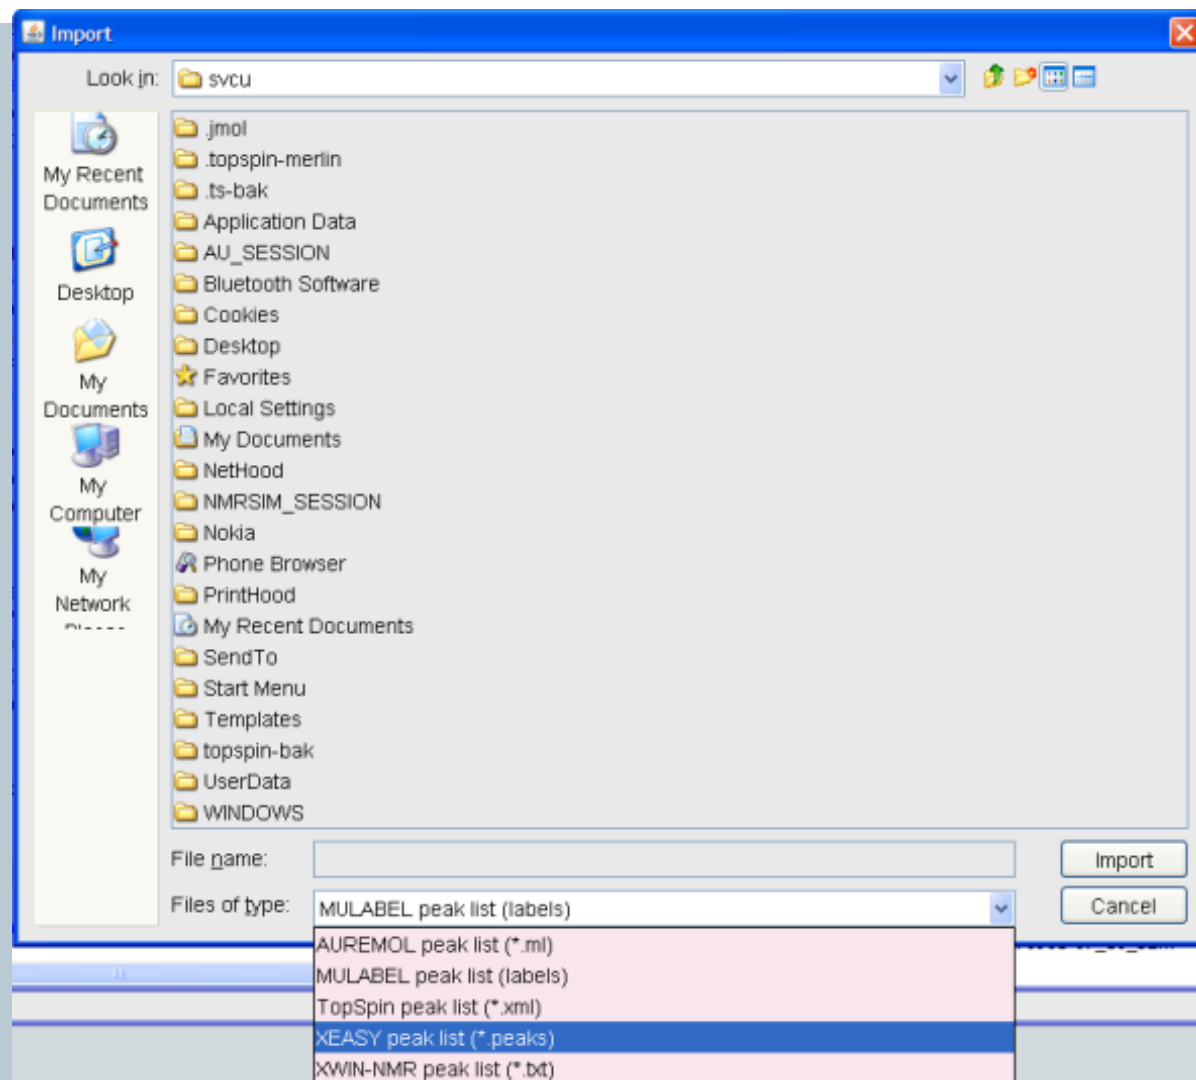 Import
Look in:
svcu
My Recent
Documents
Desktop
My
Documents
My
Computer
My
Network
.jmol
.topspin-merlin
.ts-bak
Application Data
AU_SESSION
Bluetooth Software
Cookies
Desktop
Favorites
Local Settings
My Documents
NetHood
NMRSIM_SESSION
Nokia
Phone Browser
PrintHood
My Recent Documents
SendTo
Start Menu
Templates
topspin-bak
UserData
WINDOWS
File name:
Import
Files of type:
MULABEL peak list (labels)
Cancel
AUREMOL peak list (*.ml)
MULABEL peak list (labels)
TopSpin peak list (*.xml)
XEASY peak list (*.peaks)
XWIN-NMR peak list (*.txt)